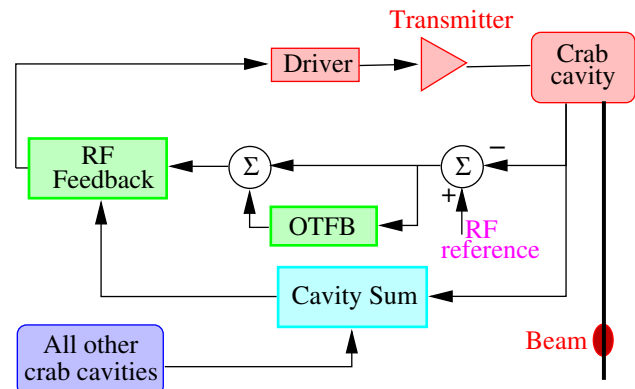 Transmitter
Driver
Crab
cavity
RF
Feedback
Σ
Σ
−
+
OTFB
RF
reference
Cavity Sum
All other
crab cavities
Beam